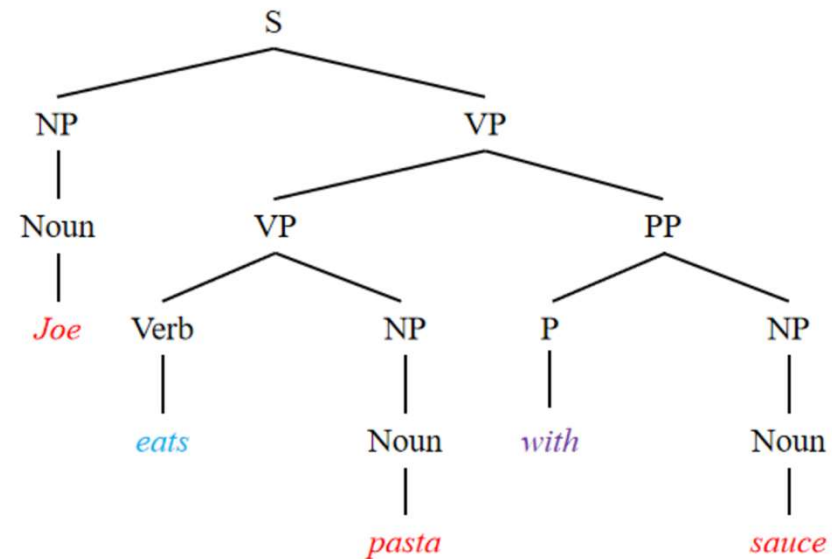 S
NP VP
Noun VP PP
Joe Verb NP P NP
eats Noun with Noun
pasta sauce